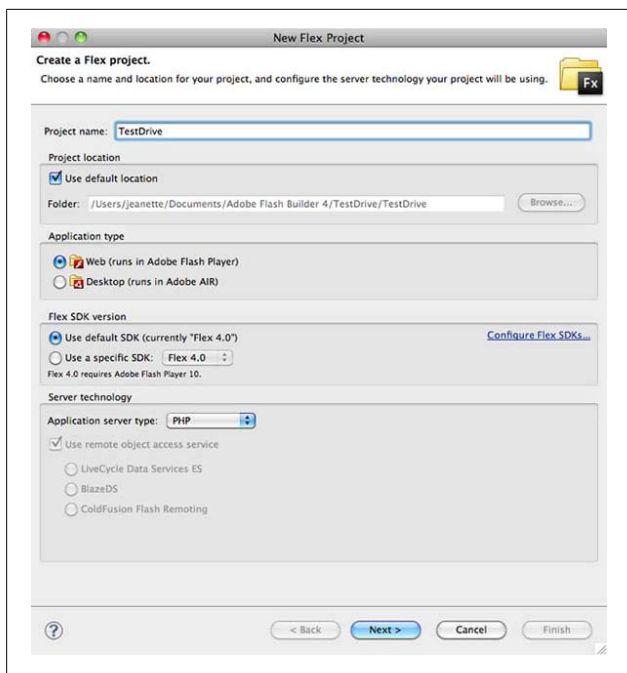 New Flex Project
Create a Flex project.
Choose a name and location for your project, and configure the server technology your project will be using.
Fx
Project name: TestDrive
Project location
Use default location
Folder: /Users/jeanette/Documents/Adobe Flash Builder 4/TestDrive/TestDrive Browse...
Application type
Web (runs in Adobe Flash Player)
Desktop (runs in Adobe AIR)
Flex SDK version
Use default SDK (currently "Flex 4.0") Configure Flex SDKs...
Use a specific SDK: Flex 4.0
Flex 4.0 requires Adobe Flash Player 10.
Server technology
Application server type: PHP
Use remote object access service
LiveCycle Data Services ES
BlazeDS
ColdFusion Flash Remoting
? < Back Next > Cancel Finish